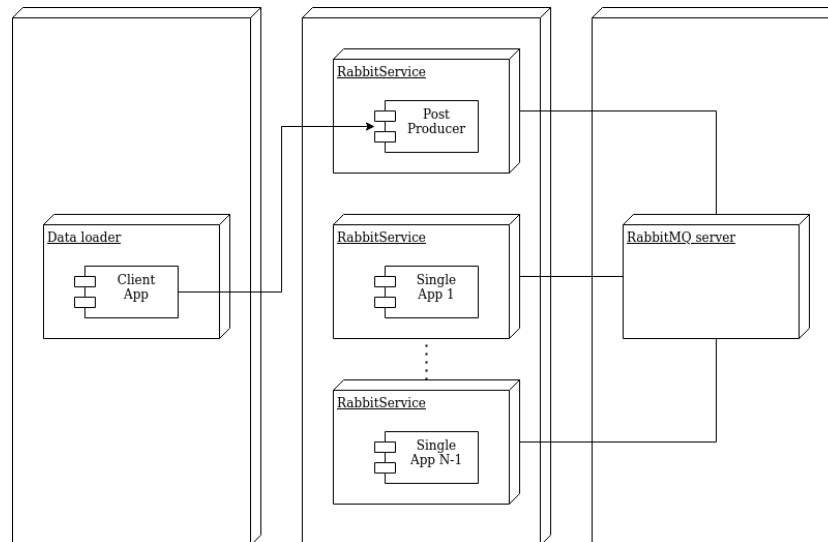 RabbitService
Post
Producer
Data loader
Client
App
RabbitService
Single
App 1
RabbitMQ server
RabbitService
Single
App N-1